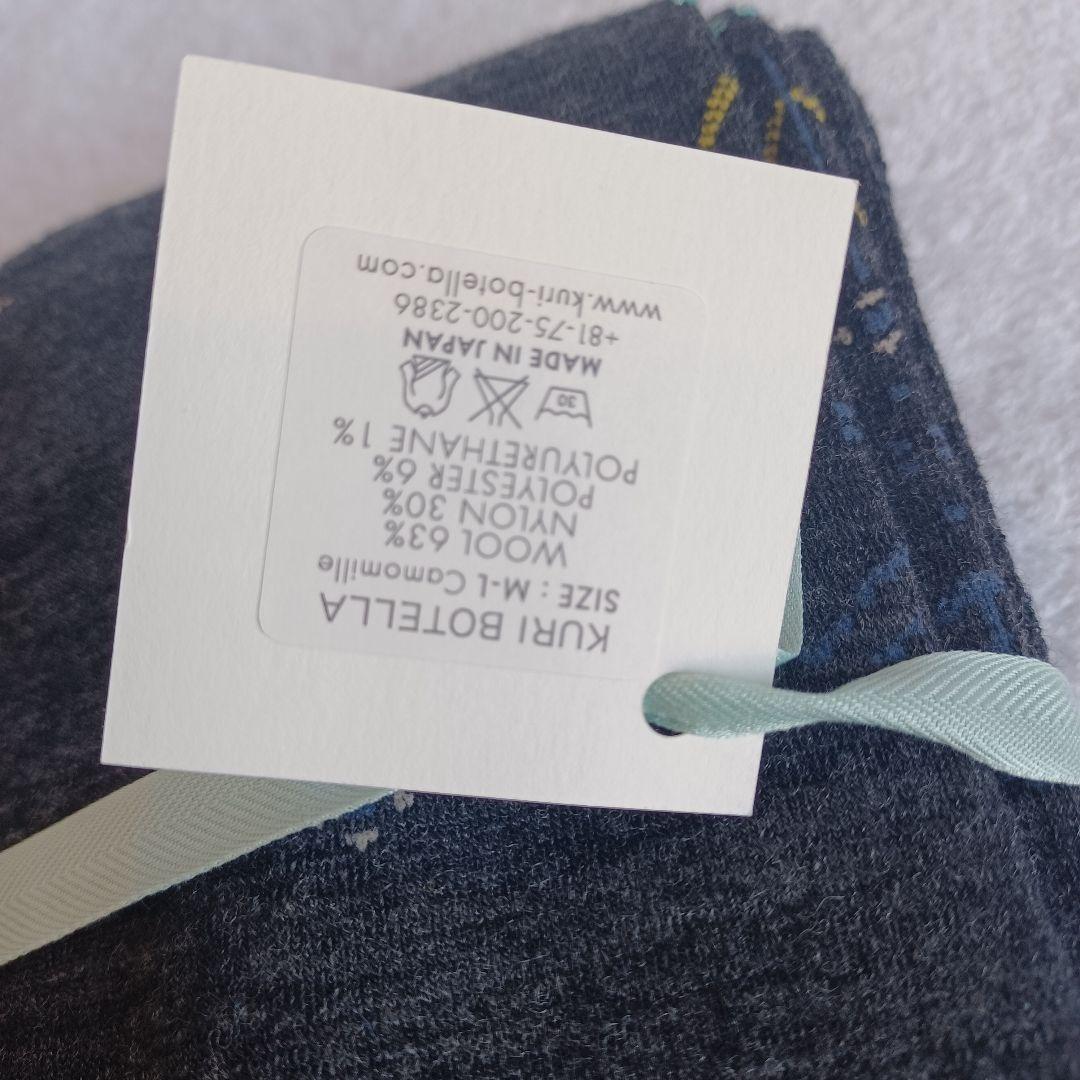 KURI BOTELLA
SIZE : M-L Camomille
WOOL 63%
NYLON 30%
POLYESTER 6%
POLYURETHANE 1%
30
MADE IN JAPAN
+81-75-200-2386
www.kuri-botella.com